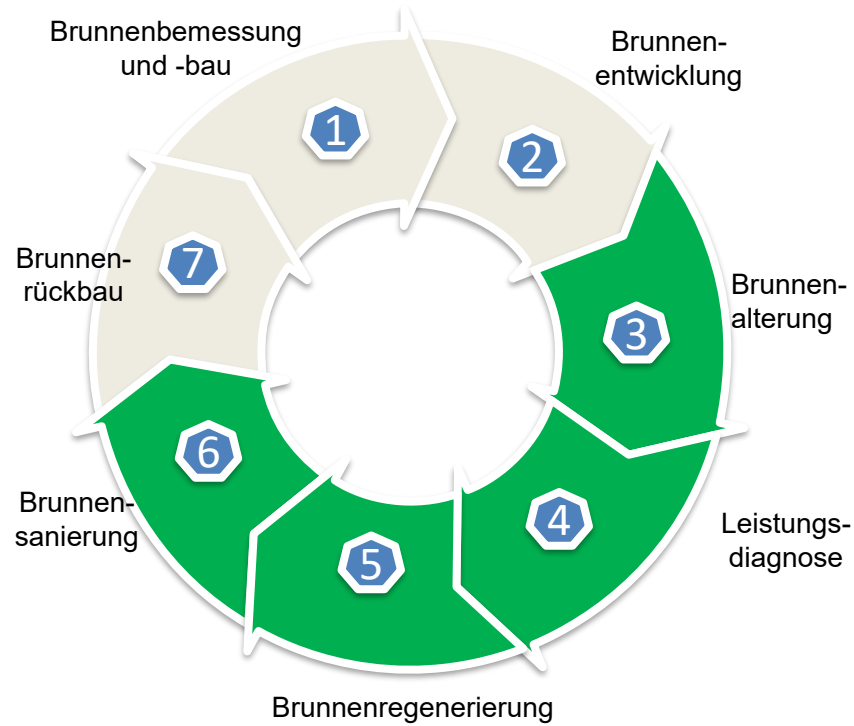 Brunnenbemessung
und -bau
1
Brunnen-
entwicklung
2
Brunnen-
alterung
3
Leistungs-
diagnose
4
Brunnenregenerierung
5
Brunnen-
sanierung
6
Brunnen-
rückbau
7